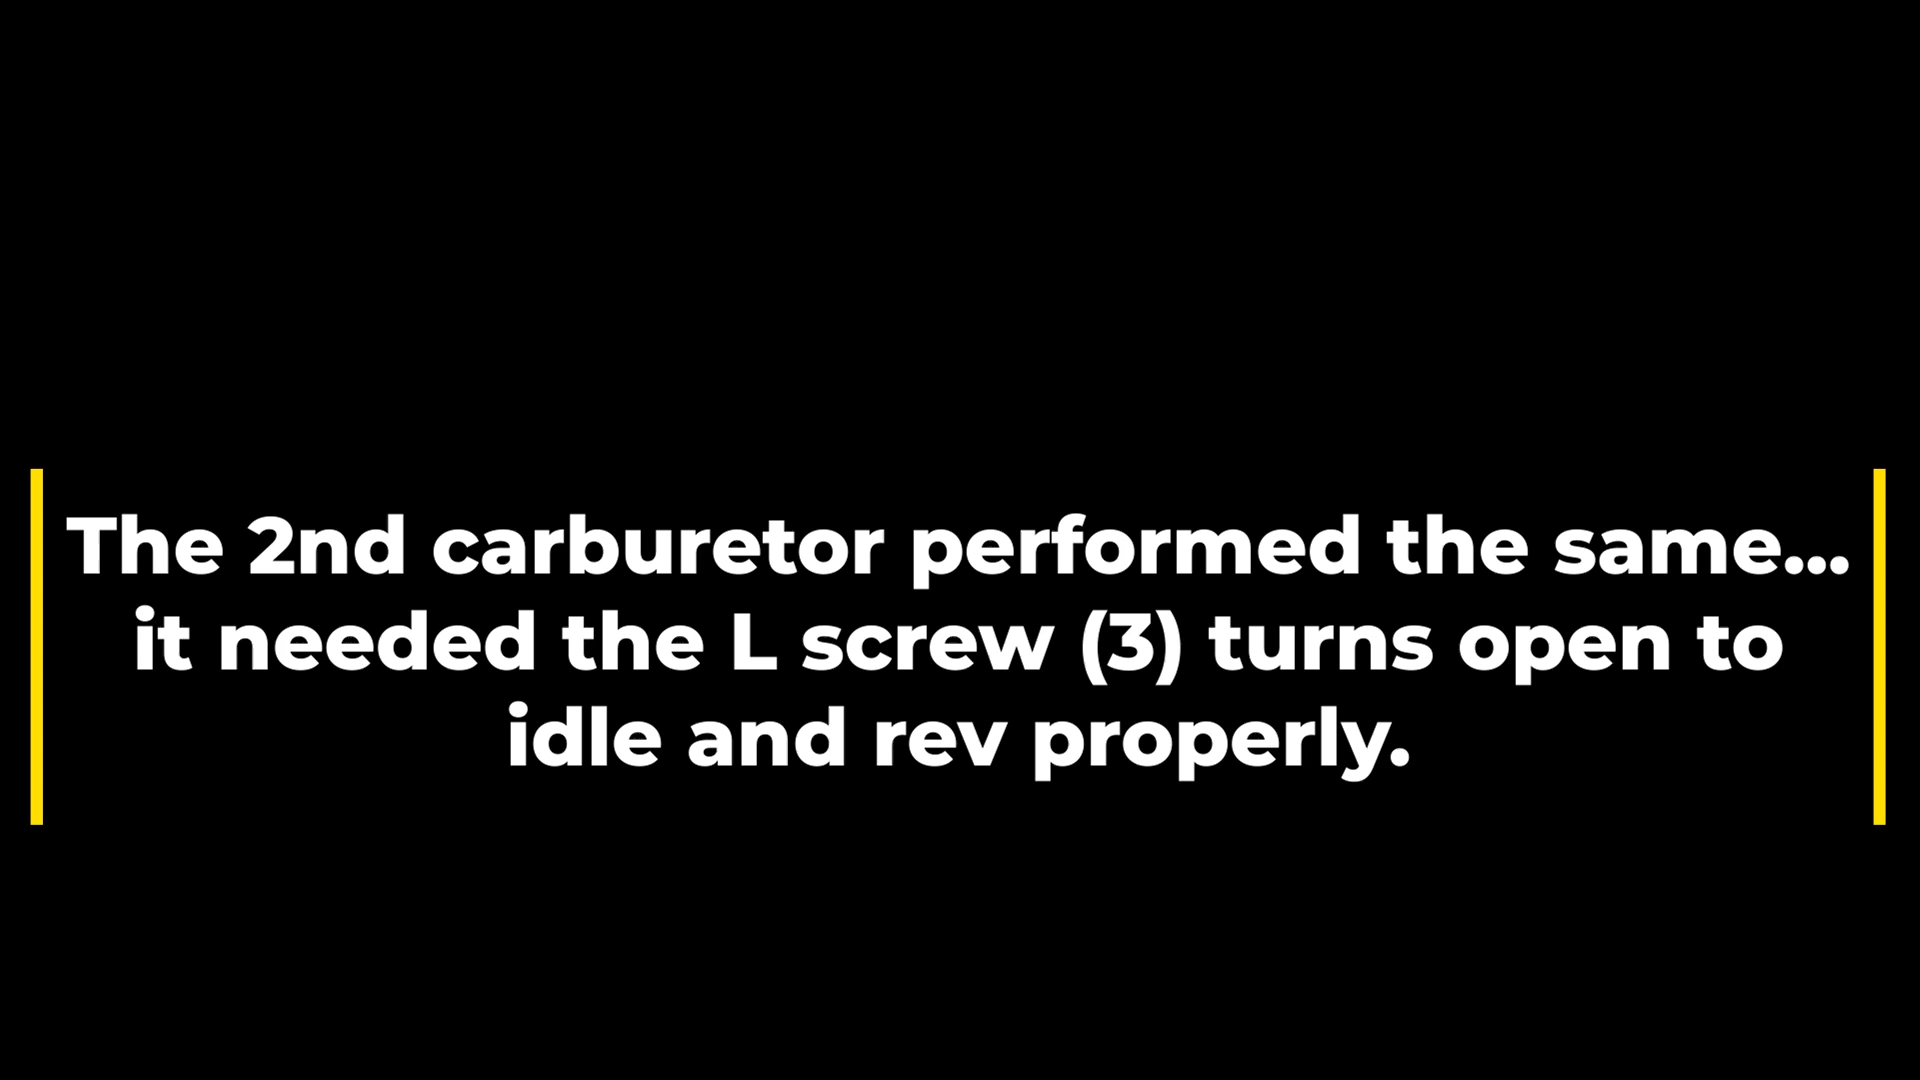 The 2nd carburetor performed the same...
it needed the L screw (3) turns open to
idle and rev properly.